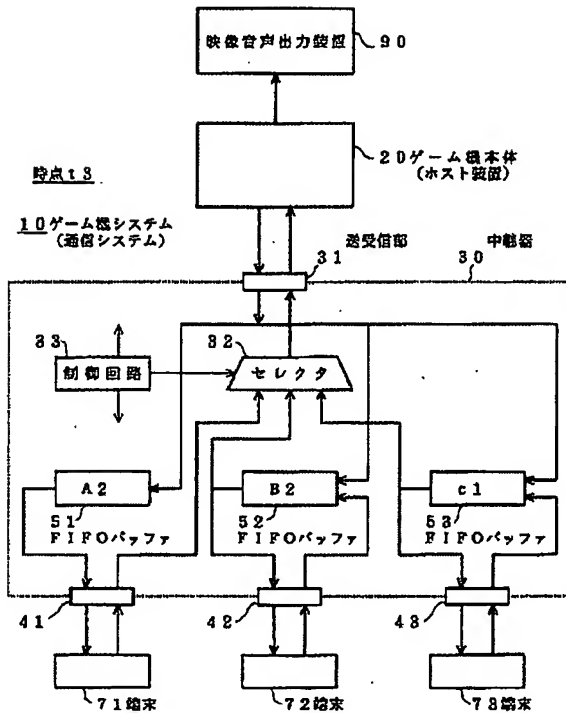 映像音声出力装置
90
時点t3
20ゲーム機本体
(ホスト装置)
10ゲーム機システム
(通信システム)
送受信部
中継器
31
30
33
32
制御回路
セレクタ
A2
B2
c1
51
52
53
FIFOバッファ
FIFOバッファ
FIFOバッファ
41
42
43
71端末
72端末
73端末